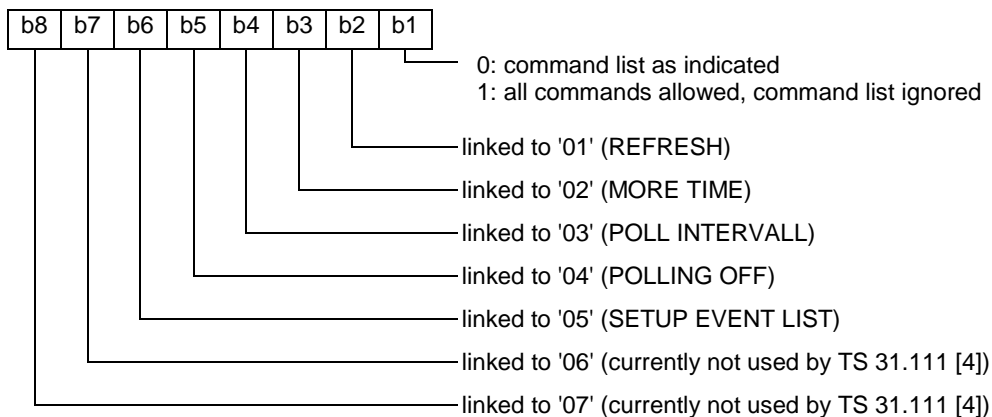 b8 b7 b6 b5 b4 b3 b2 b1
0: command list as indicated
1: all commands allowed, command list ignored
linked to '01' (REFRESH)
linked to '02' (MORE TIME)
linked to '03' (POLL INTERVALL)
linked to '04' (POLLING OFF)
linked to '05' (SETUP EVENT LIST)
linked to '06' (currently not used by TS 31.111 [4])
linked to '07' (currently not used by TS 31.111 [4])